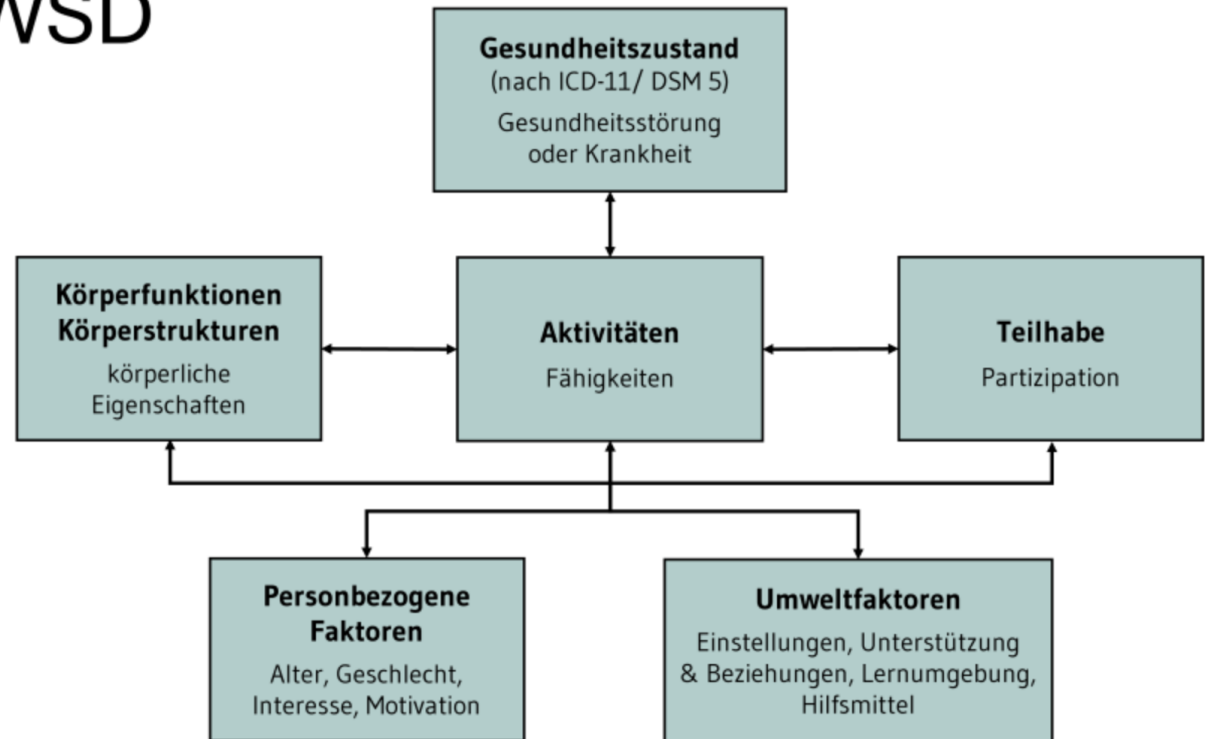 WSD
Gesundheitszustand
(nach ICD-11/ DSM 5)
Gesundheitsstörung
oder Krankheit
Körperfunktionen
Körperstrukturen
körperliche
Eigenschaften
Aktivitäten
Fähigkeiten
Teilhabe
Partizipation
Personbezogene
Faktoren
Alter, Geschlecht,
Interesse, Motivation
Umweltfaktoren
Einstellungen, Unterstützung
& Beziehungen, Lernumgebung,
Hilfsmittel